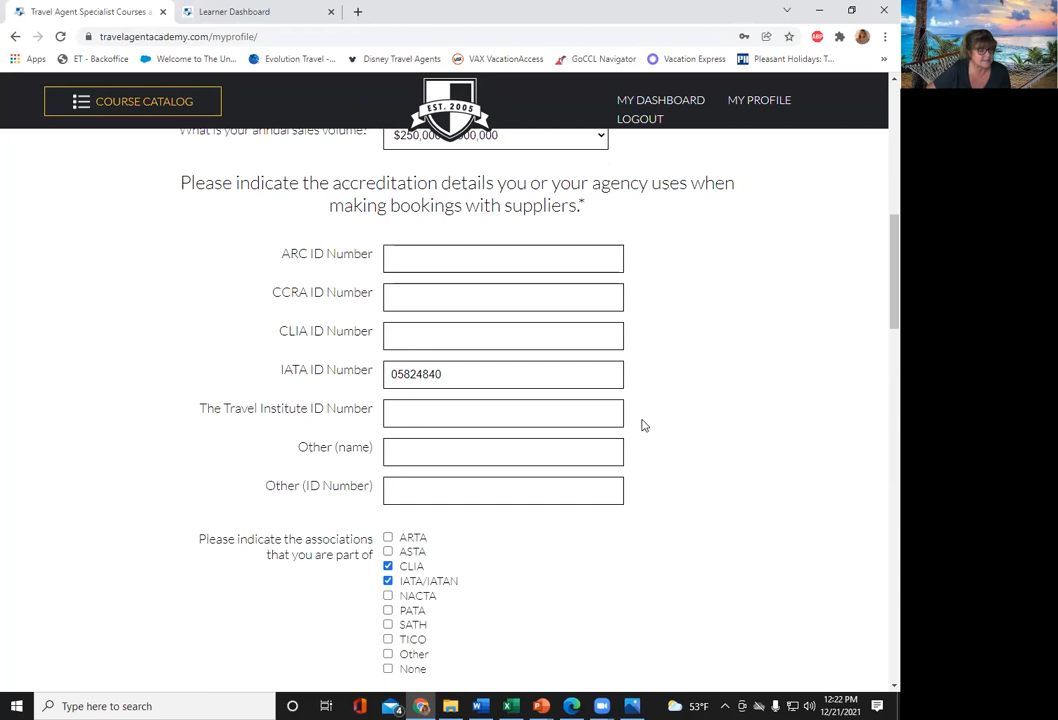 Travel Agent Specialist Courses a
Learner Dashboard
travelagentacademy.com/myprofile/
ABP
Apps
ET - Backoffice
Welcome to The Un...
Evolution Travel -...
Disney Travel Agents
VAX VacationAccess
GoCCL Navigator
Vacation Express
Pleasant Holidays: T...
COURSE CATALOG
EST. 2005
MY DASHBOARD
MY PROFILE
LOGOUT
What is your annual sales volume?
Please indicate the accreditation details you or your agency uses when
making bookings with suppliers.*
ARC ID Number
CCRA ID Number
CLIA ID Number
IATA ID Number
05824840
The Travel Institute ID Number
Other (name)
Other (ID Number)
Please indicate the associations
that you are part of
ARTA
ASTA
CLIA
IATA/IATAN
NACTA
PATA
SATH
TICO
Other
None
Type here to search
4
53°F
12:22 PM
12/21/2021